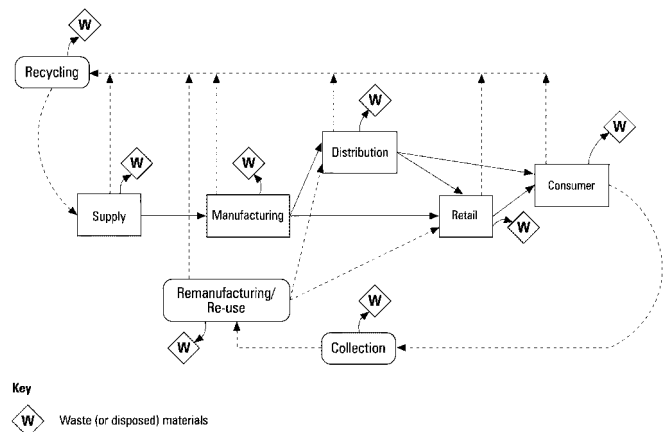 W
Recycling
W
Distribution
W
W
W
Consumer
Supply
Manufacturing
Retail
W
Remanufacturing/
Re-use
W
W
Collection
Key
W Waste (or disposed) materials